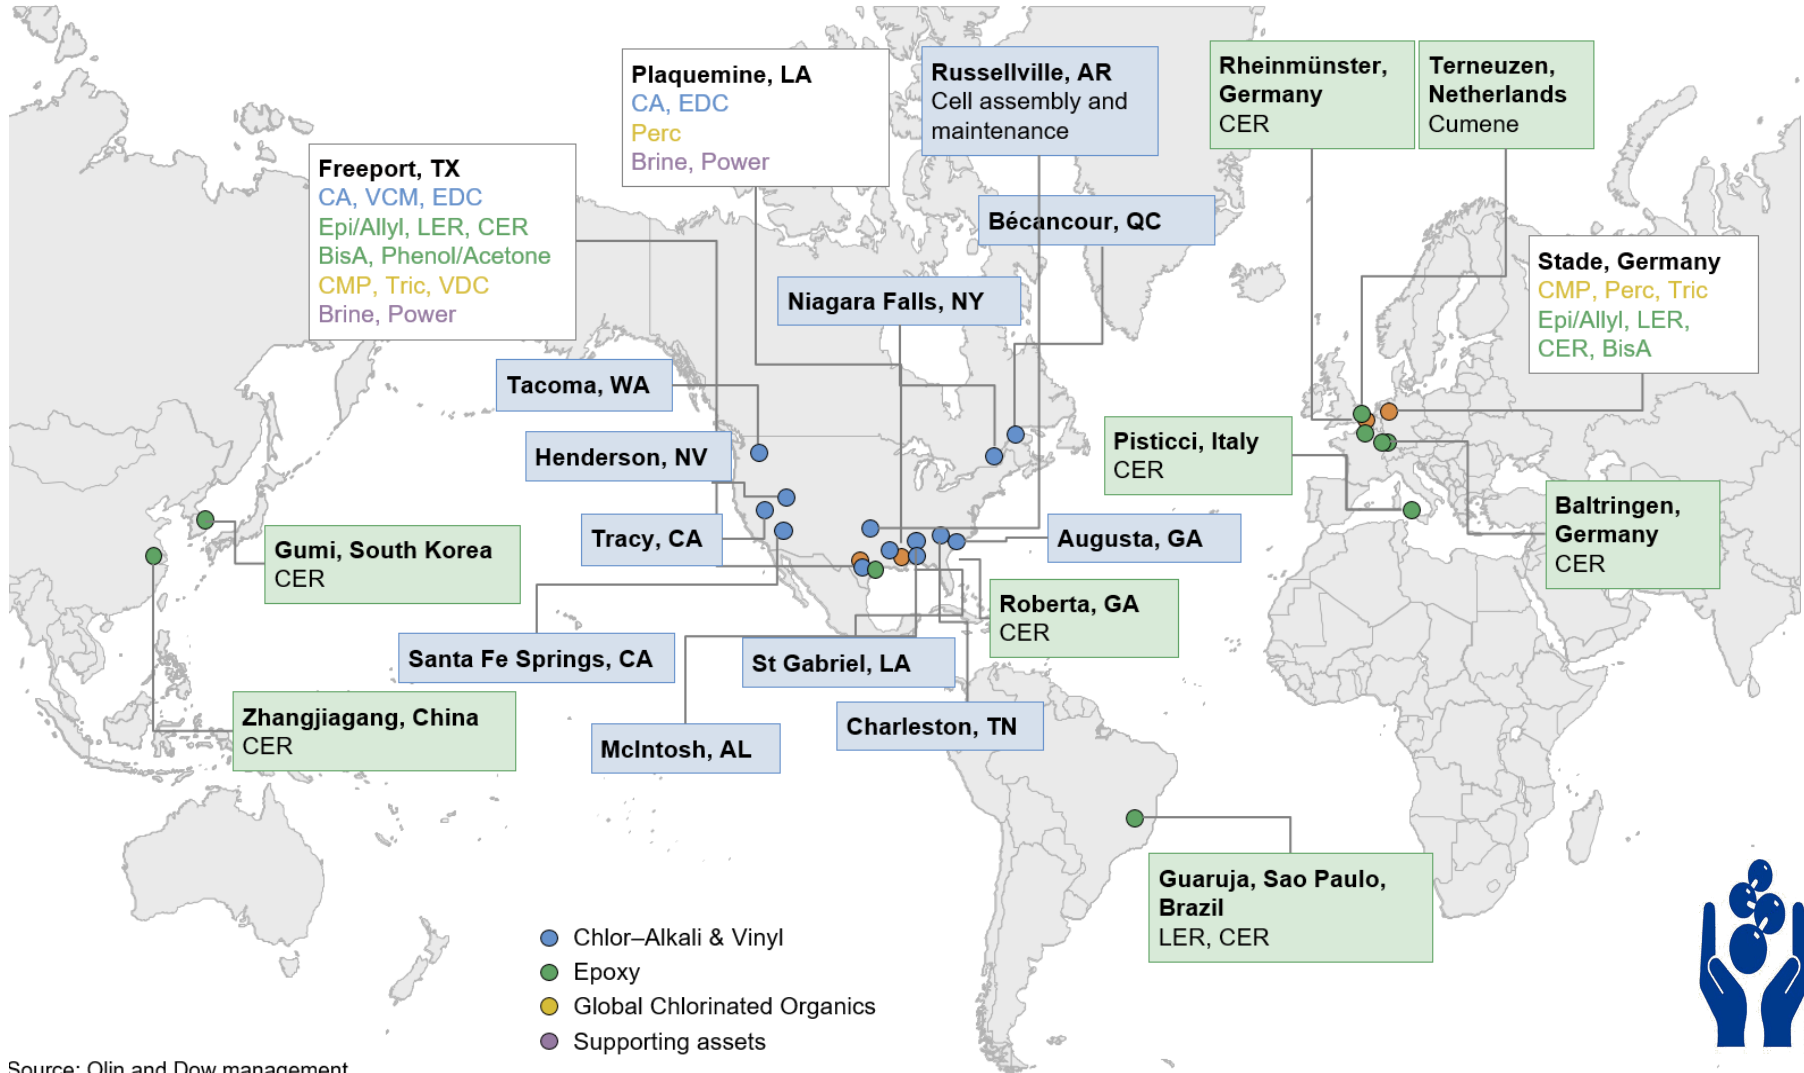 Plaquemine, LA
CA, EDC
Perc
Brine, Power
Russellville, AR
Cell assembly and
maintenance
Rheinmünster,
Germany
CER
Terneuzen,
Netherlands
Cumene
Freeport, TX
CA, VCM, EDC
Epi/Allyl, LER, CER
BisA, Phenol/Acetone
CMP, Tric, VDC
Brine, Power
Bécancour, QC
Stade, Germany
CMP, Perc, Tric
Epi/Allyl, LER,
CER, BisA
Niagara Falls, NY
Tacoma, WA
Henderson, NV
Pisticci, Italy
CER
Tracy, CA
Augusta, GA
Baltringen,
Germany
CER
Gumi, South Korea
CER
Roberta, GA
CER
Santa Fe Springs, CA
St Gabriel, LA
Zhangjiagang, China
CER
McIntosh, AL
Charleston, TN
Guaruja, Sao Paulo,
Brazil
LER, CER
Chlor–Alkali & Vinyl
Epoxy
Global Chlorinated Organics
Supporting assets
Source: Olin and Dow management